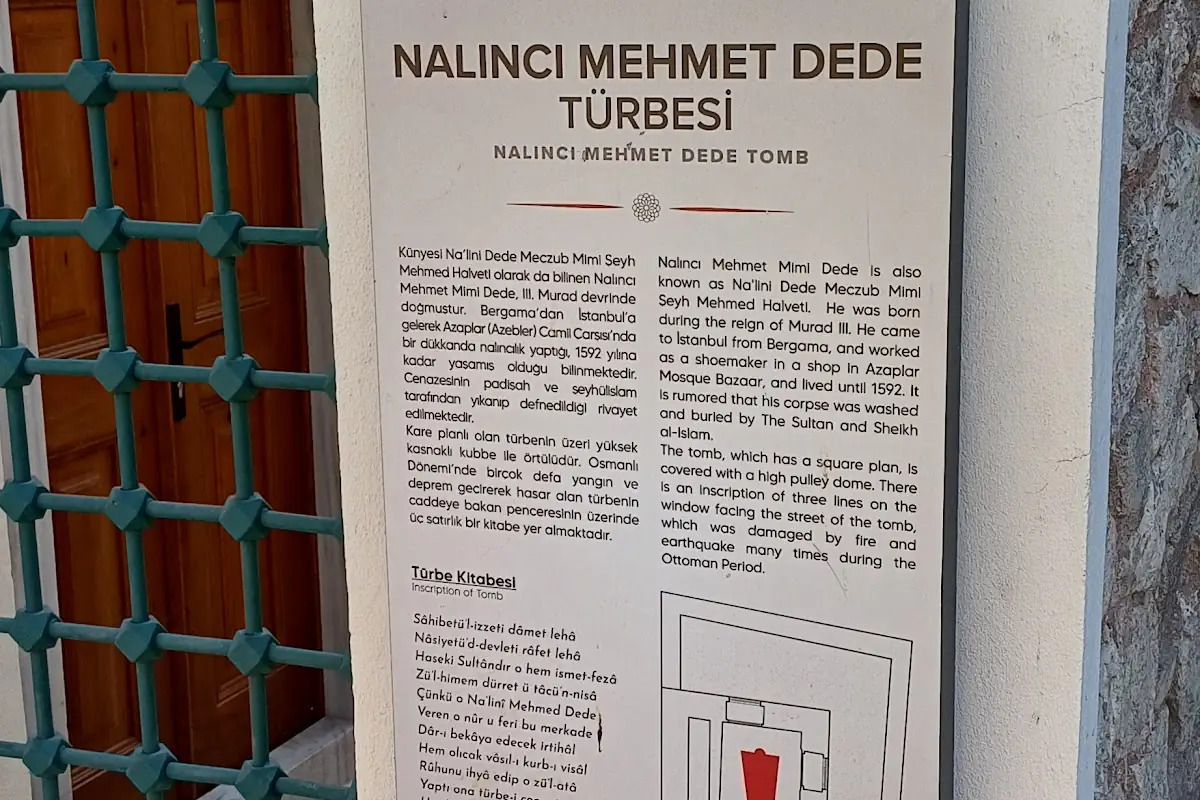 NALINCI MEHMET DEDE
TÜRBESİ
NALINCI MEHMET DEDE TOMB
Künyesi Na'lini Dede Meczub Mimi Şeyh
Mehmed Halveti olarak da bilinen Nalıncı
Mehmet Mimi Dede, III. Murad devrinde
doğmustur. Bergama'dan İstanbul'a
gelerek Azaplar (Azebler) Camii Carsısı'nda
bir dükkanda nalıncılık yaptığı, 1592 yılına
kadar yaşamış olduğu bilinmektedir.
Cenazesinin padişah ve seyhülislam
tarafından yıkanıp defnedildiği rivayet
edilmektedir.
Kare planlı olan türbenin üzeri yüksek
kasnaklı kubbe ile örtülüdür. Osmanlı
Dönemi'nde birçok defa yangın ve
deprem geçirerek hasar alan türbenin
caddeye bakan penceresinin üzerinde
üç satırlık bir kitabe yer almaktadır.
Nalıncı Mehmet Mimi Dede is also
known as Na'lini Dede Meczub Mimi
Seyh Mehmed Halveti. He was born
during the reign of Murad III. He came
to İstanbul from Bergama, and worked
as a shoemaker in a shop in Azaplar
Mosque Bazaar, and lived until 1592. It
is rumored that his corpse was washed
and buried by The Sultan and Sheikh
al-Islam.
The tomb, which has a square plan, is
covered with a high pulley dome. There
is an inscription of three lines on the
window facing the street of the tomb,
which was damaged by fire and
earthquake many times during the
Ottoman Period.
Türbe Kitabesi
Inscription of Tomb
Sâhibetü'l-izzeti dâmet lehâ
Nâsiyetü'd-devleti râfet lehâ
Haseki Sultândır o hem ismet-fezâ
Zü'l-himem dürret ü tâcü'n-nisâ
Çünkü o Na'linî Mehmed Dede
Veren o nûr u feri bu merkade
Dâr-ı bekâya edecek irtihâl
Hem olıcak vâsıl-ı kurb-ı visâl
Rûhunu ihyâ edip o zü'l-atâ
Yaptı ona türbe-i